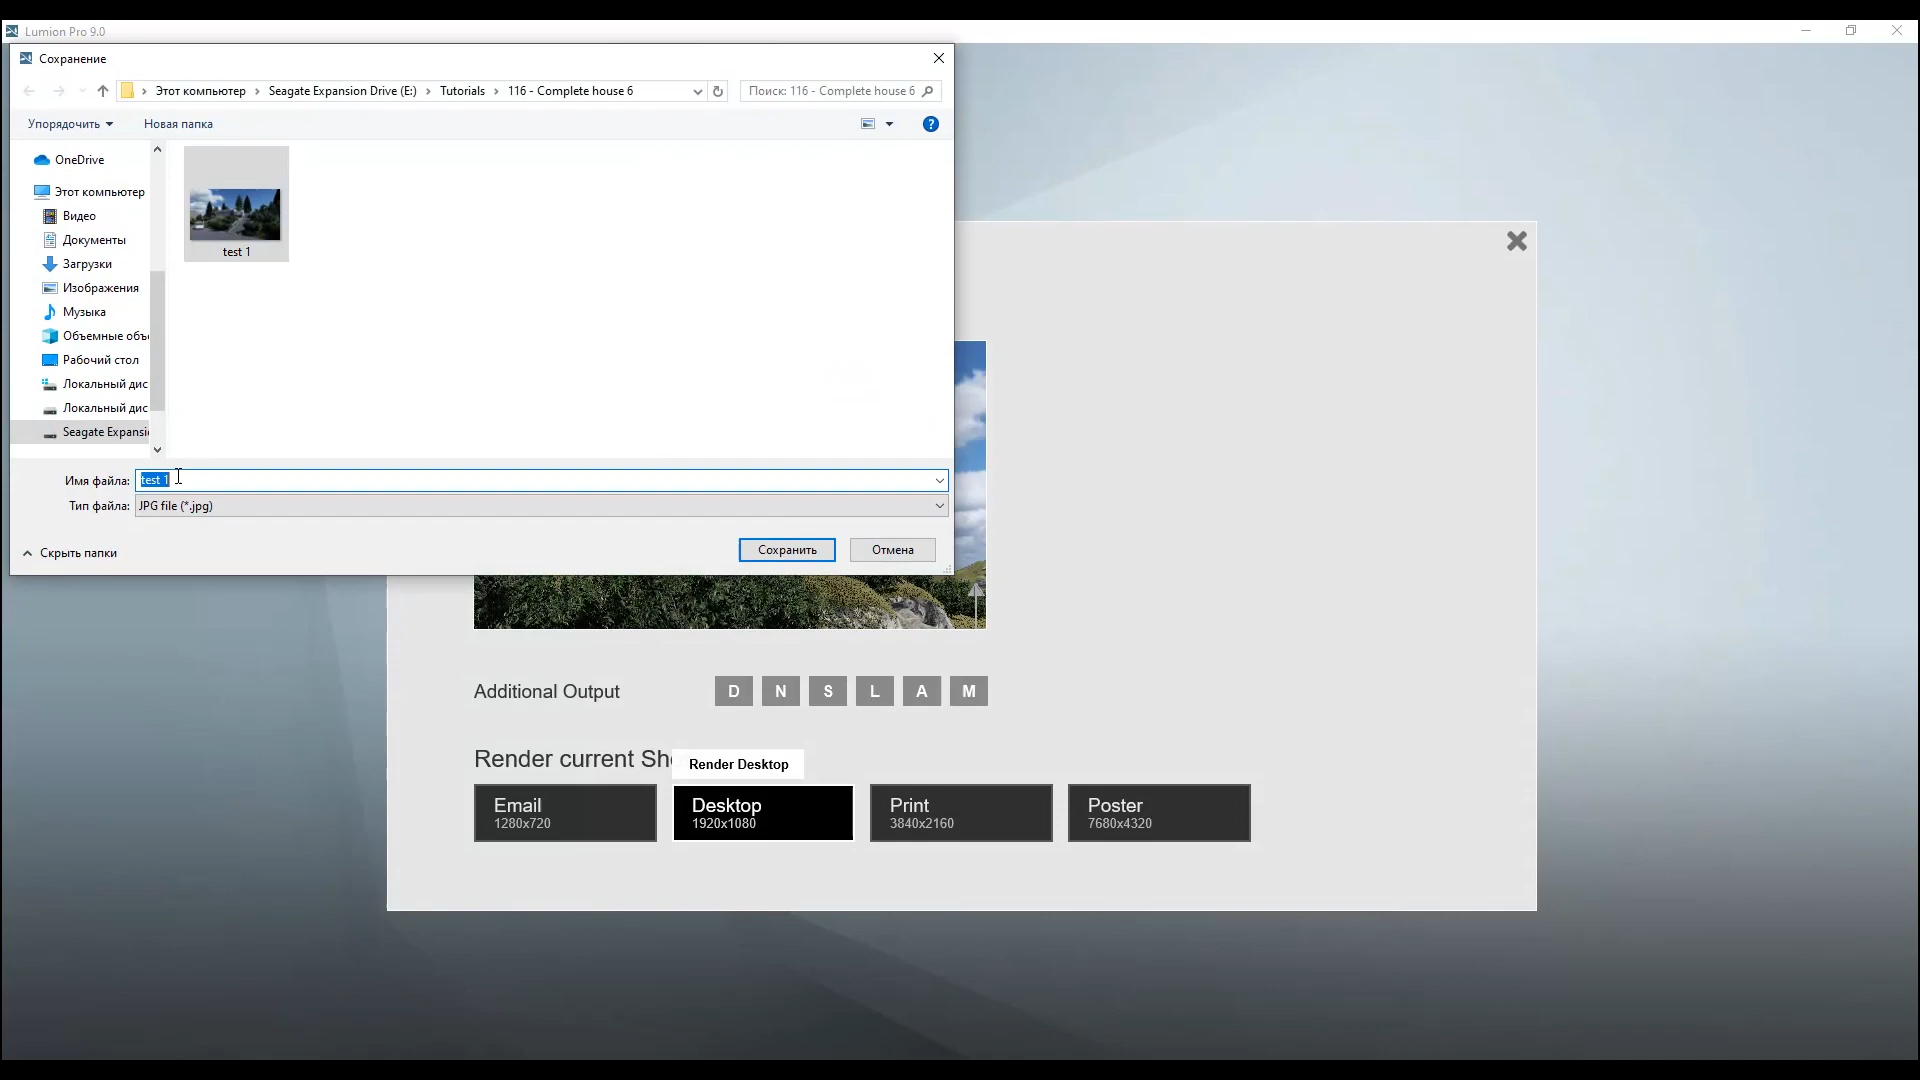 Lumion Pro 9.0
Сохранение
Этот компьютер › Seagate Expansion Drive (E:) › Tutorials › 116 - Complete house 6
Поиск: 116 - Complete house 6
Упорядочить
Новая папка
OneDrive
Этот компьютер
Видео
Документы
Загрузки
Изображения
Музыка
Объемные объ
Рабочий стол
Локальный дис
Локальный дис
Seagate Expansi
test 1
Имя файла: test 1
Тип файла: JPG file (*.jpg)
Скрыть папки
Сохранить
Отмена
Additional Output
D N S L A M
Render current Sh
Render Desktop
Email
1280x720
Desktop
1920x1080
Print
3840x2160
Poster
7680x4320